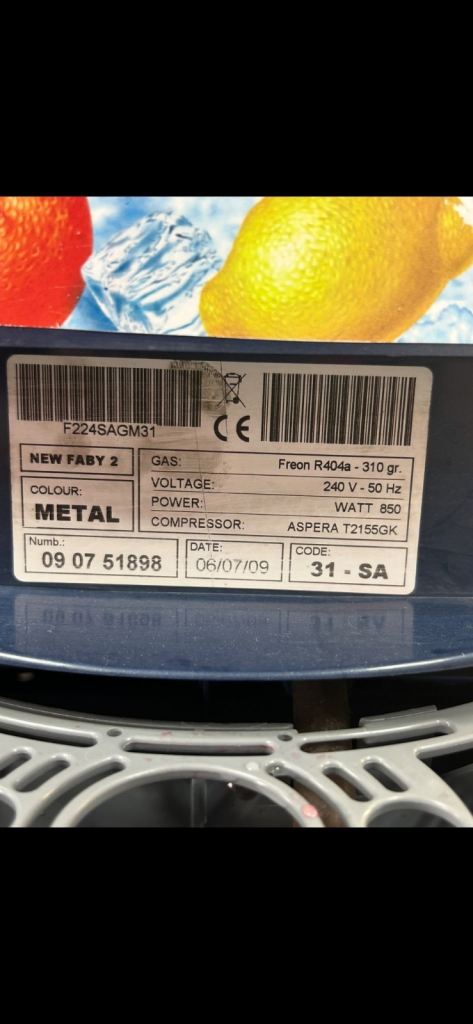 F224SAGM31
CE
NEW FABY 2
COLOUR:
METAL
GAS: Freon R404a - 310 gr.
VOLTAGE: 240 V - 50 Hz
POWER: WATT 850
COMPRESSOR: ASPERA T2155GK
Numb.:
09 07 51898
DATE:
06/07/09
CODE:
31 - SA